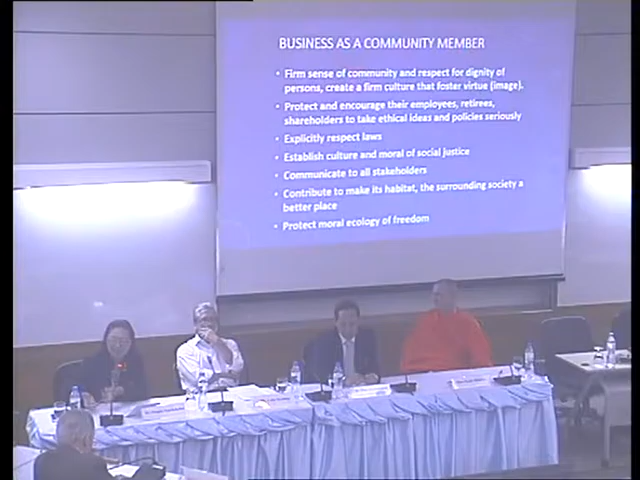 BUSINESS AS A COMMUNITY MEMBER
• Firm sense of community and respect for dignity of
persons, create a firm culture that foster virtue (image).
• Protect and encourage their employees, retirees,
shareholders to take ethical ideas and policies seriously
• Explicitly respect laws
• Establish culture and moral of social justice
• Communicate to all stakeholders
• Contribute to make its habitat, the surrounding society a
better place
• Protect moral ecology of freedom